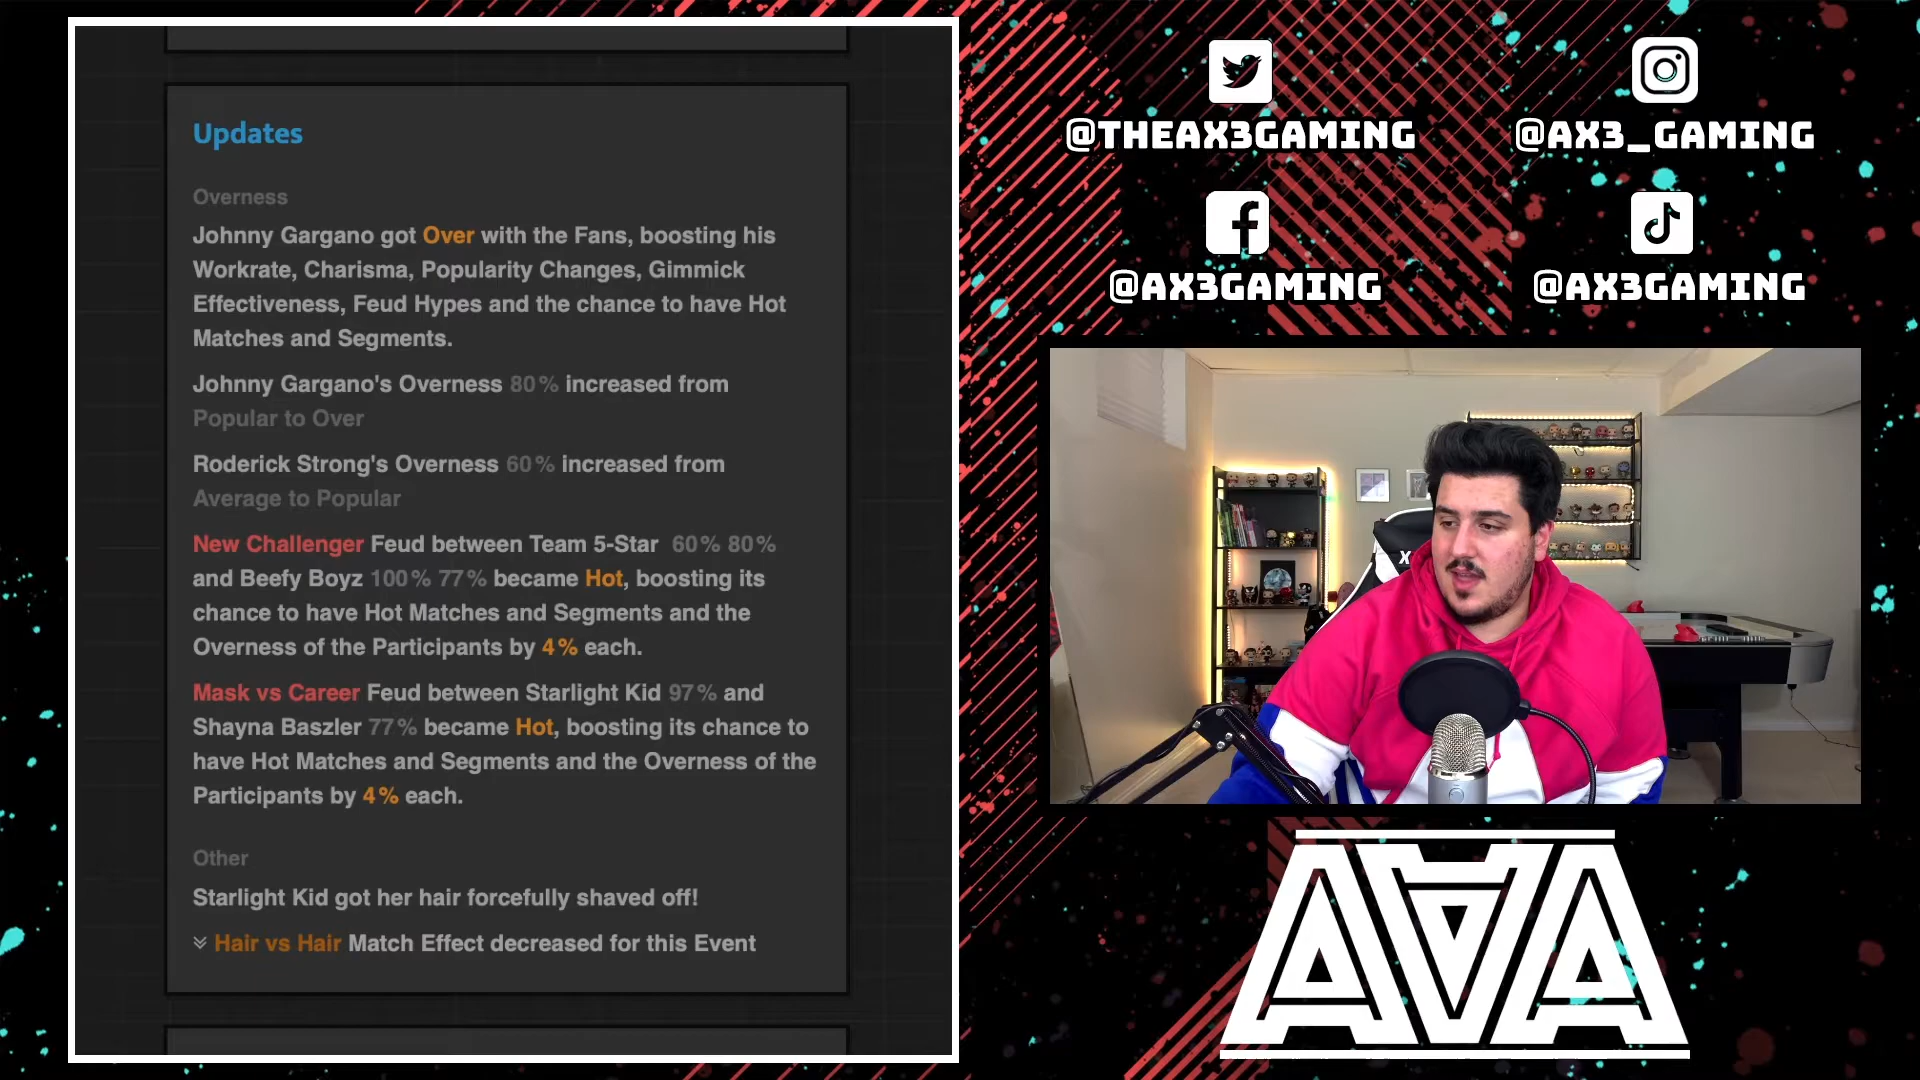 Updates
Overness
Johnny Gargano got Over with the Fans, boosting his
Workrate, Charisma, Popularity Changes, Gimmick
Effectiveness, Feud Hypes and the chance to have Hot
Matches and Segments.
Johnny Gargano's Overness 80% increased from
Popular to Over
Roderick Strong's Overness 60% increased from
Average to Popular
New Challenger Feud between Team 5-Star 60% 80%
and Beefy Boyz 100% 77% became Hot, boosting its
chance to have Hot Matches and Segments and the
Overness of the Participants by 4% each.
Mask vs Career Feud between Starlight Kid 97% and
Shayna Baszler 77% became Hot, boosting its chance to
have Hot Matches and Segments and the Overness of the
Participants by 4% each.
Other
Starlight Kid got her hair forcefully shaved off!
Hair vs Hair Match Effect decreased for this Event
@THEAX3GAMING
@AX3_GAMING
@AX3GAMING
@AX3GAMING
X